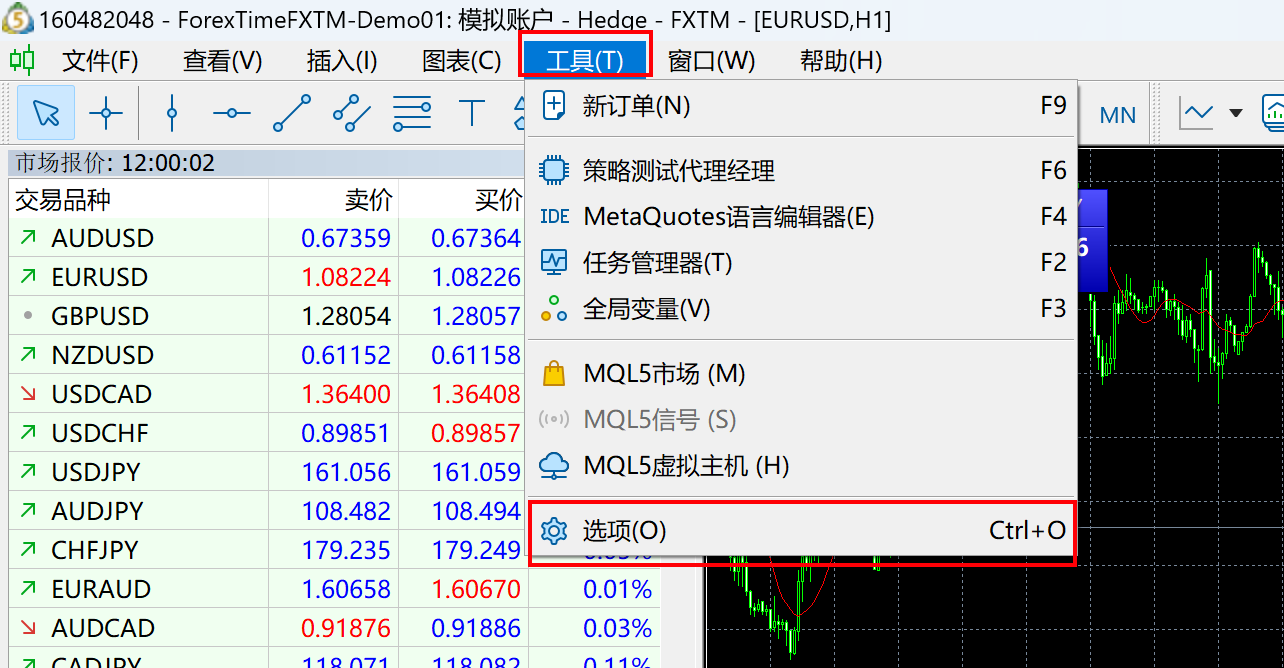 160482048 - ForexTimeFXTM-Demo01: 模拟账户 - Hedge - FXTM - [EURUSD,H1]
文件(F) 查看(V) 插入(I) 图表(C) 工具(T) 窗口(W) 帮助(H)
MN
新订单(N) F9
策略测试代理经理 F6
IDE MetaQuotes语言编辑器(E) F4
任务管理器(T) F2
全局变量(V) F3
MQL5市场 (M)
MQL5信号 (S)
MQL5虚拟主机 (H)
选项(O) Ctrl+O
市场报价: 12:00:02
交易品种 卖价 买价
AUDUSD 0.67359 0.67364
EURUSD 1.08224 1.08226
GBPUSD 1.28054 1.28057
NZDUSD 0.61152 0.61158
USDCAD 1.36400 1.36408
USDCHF 0.89851 0.89857
USDJPY 161.056 161.059
AUDJPY 108.482 108.494
CHFJPY 179.235 179.249
EURAUD 1.60658 1.60670 0.01%
AUDCAD 0.91876 0.91886 0.03%
CADJPY 118.071 118.082 0.11%